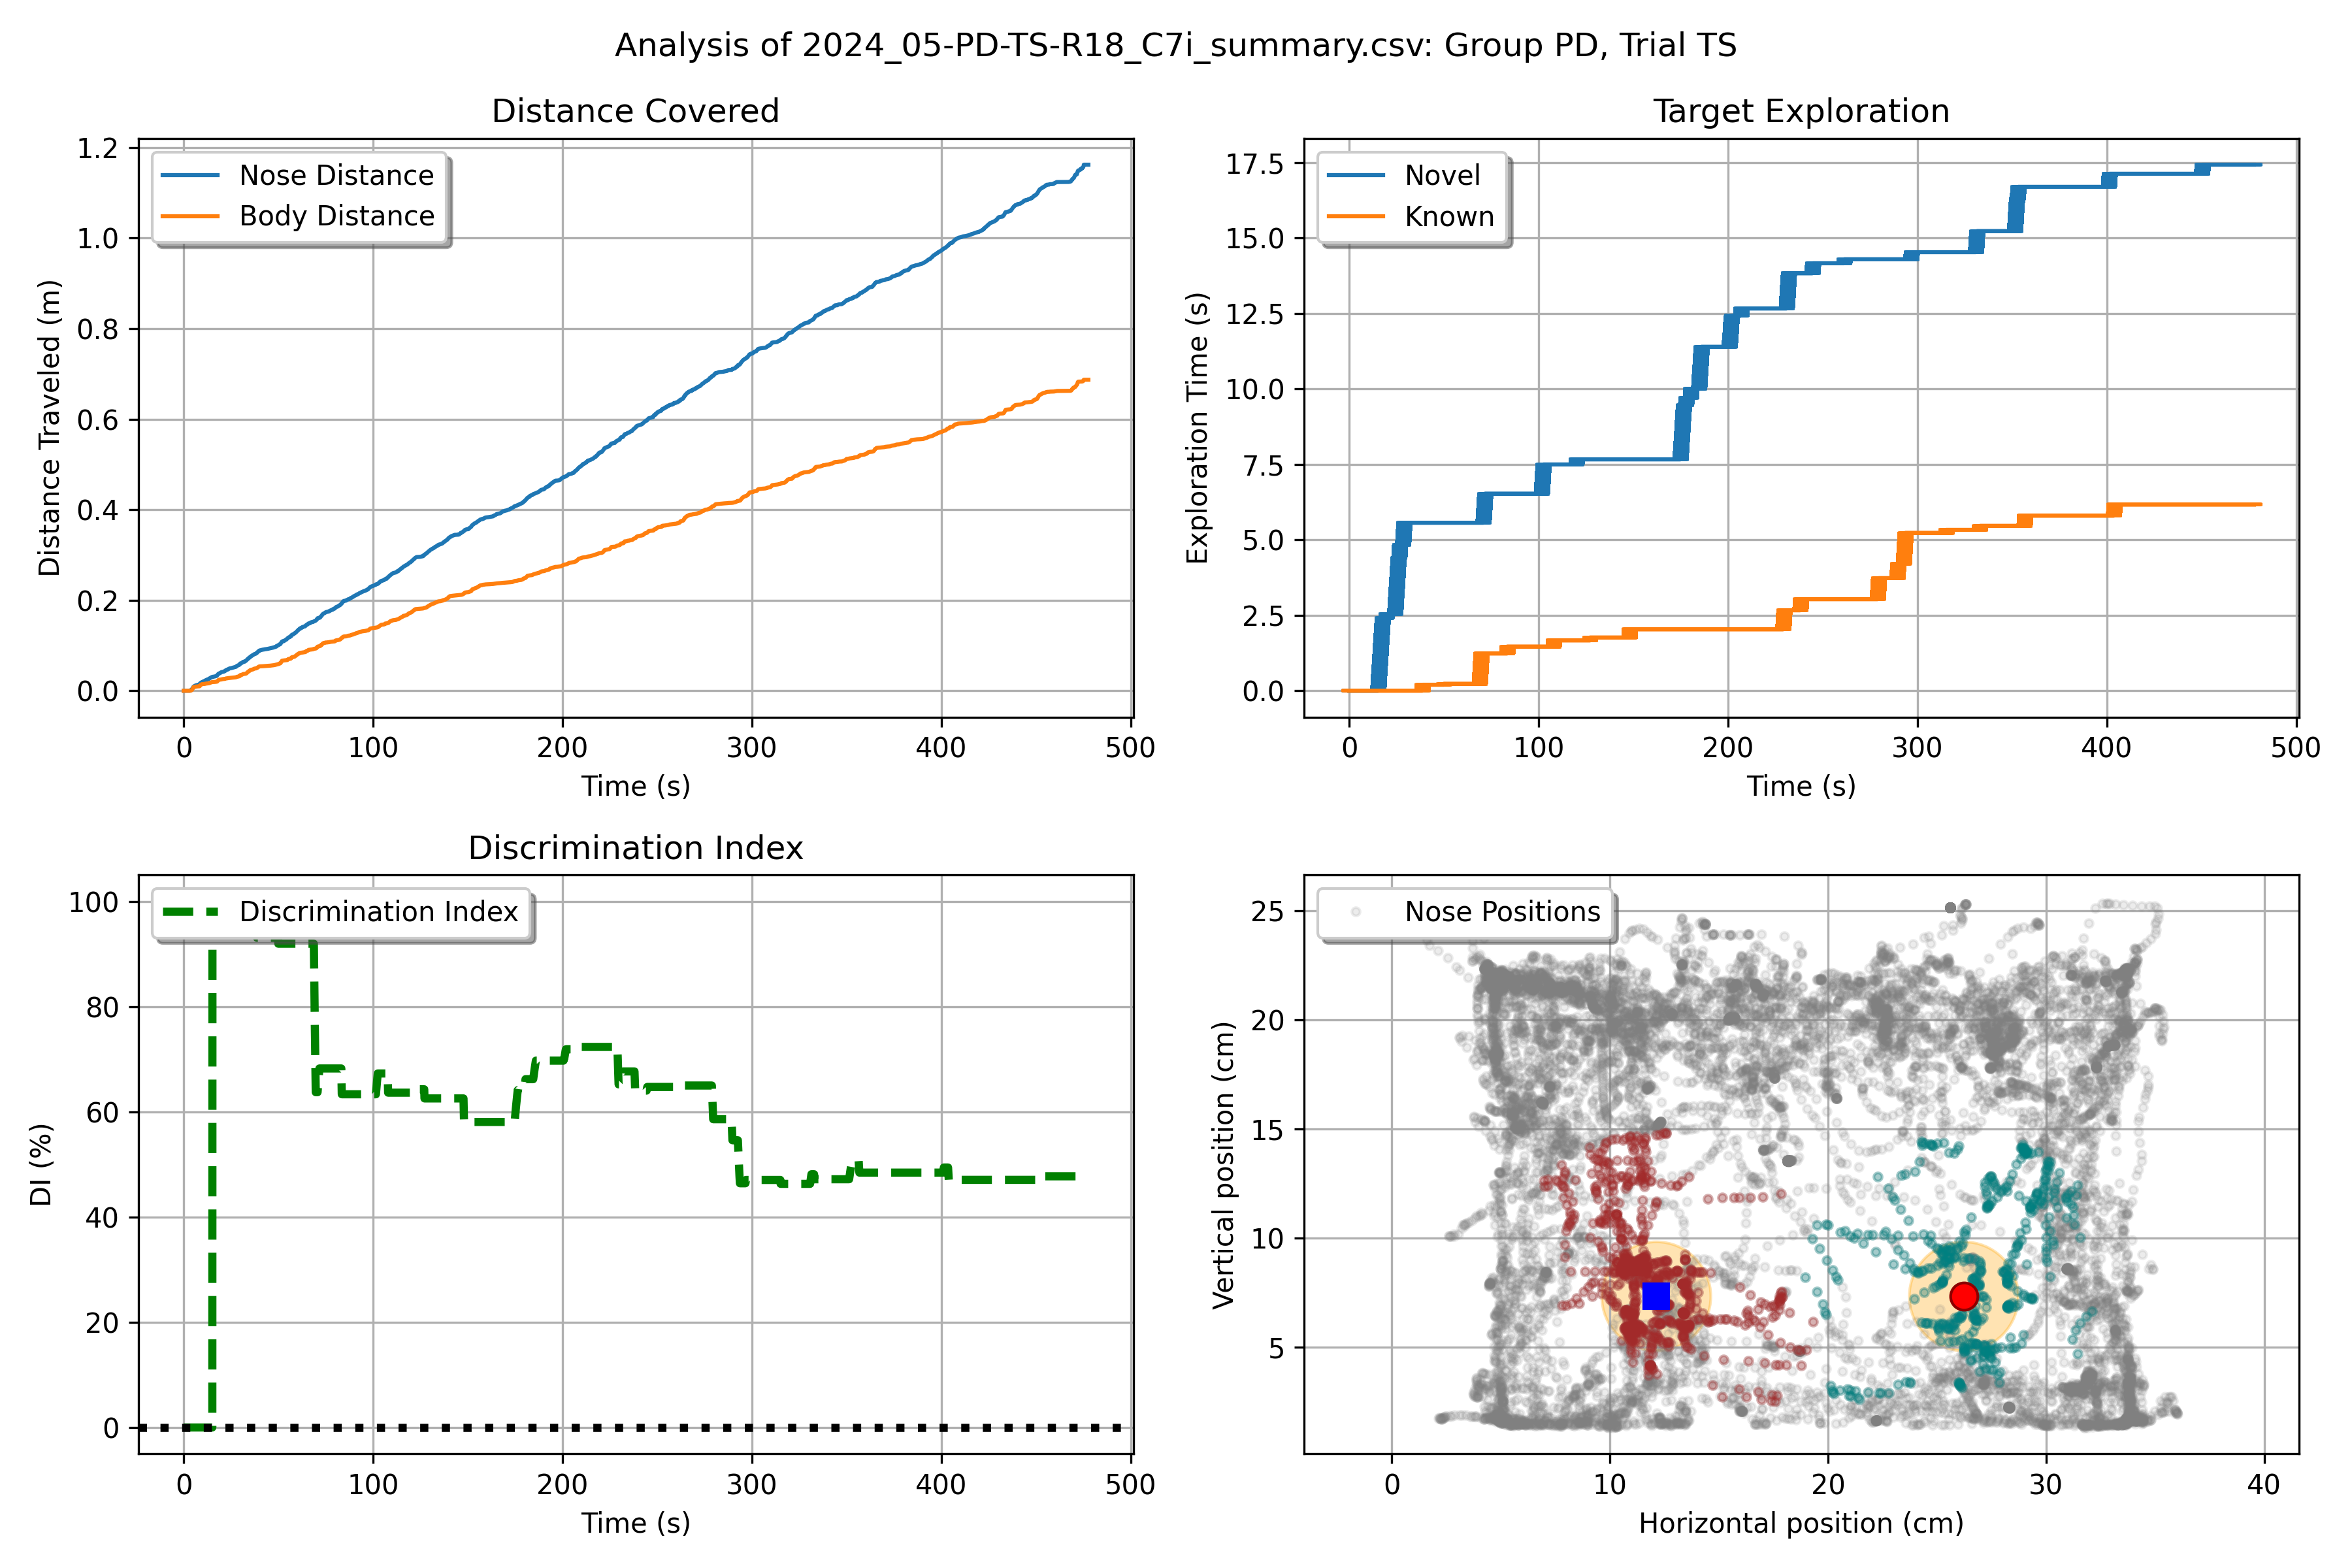 Analysis of 2024_05-PD-TS-R18_C7i_summary.csv: Group PD, Trial TS
Distance Covered
Nose Distance
Body Distance
Distance Traveled (m)
1.2
1.0
0.8
0.6
0.4
0.2
0.0
0 100 200 300 400 500
Time (s)
Target Exploration
Novel
Known
Exploration Time (s)
17.5
15.0
12.5
10.0
7.5
5.0
2.5
0.0
0 100 200 300 400 500
Time (s)
Discrimination Index
Discrimination Index
DI (%)
100
80
60
40
20
0
0 100 200 300 400 500
Time (s)
Nose Positions
Vertical position (cm)
25
20
15
10
5
0 10 20 30 40
Horizontal position (cm)